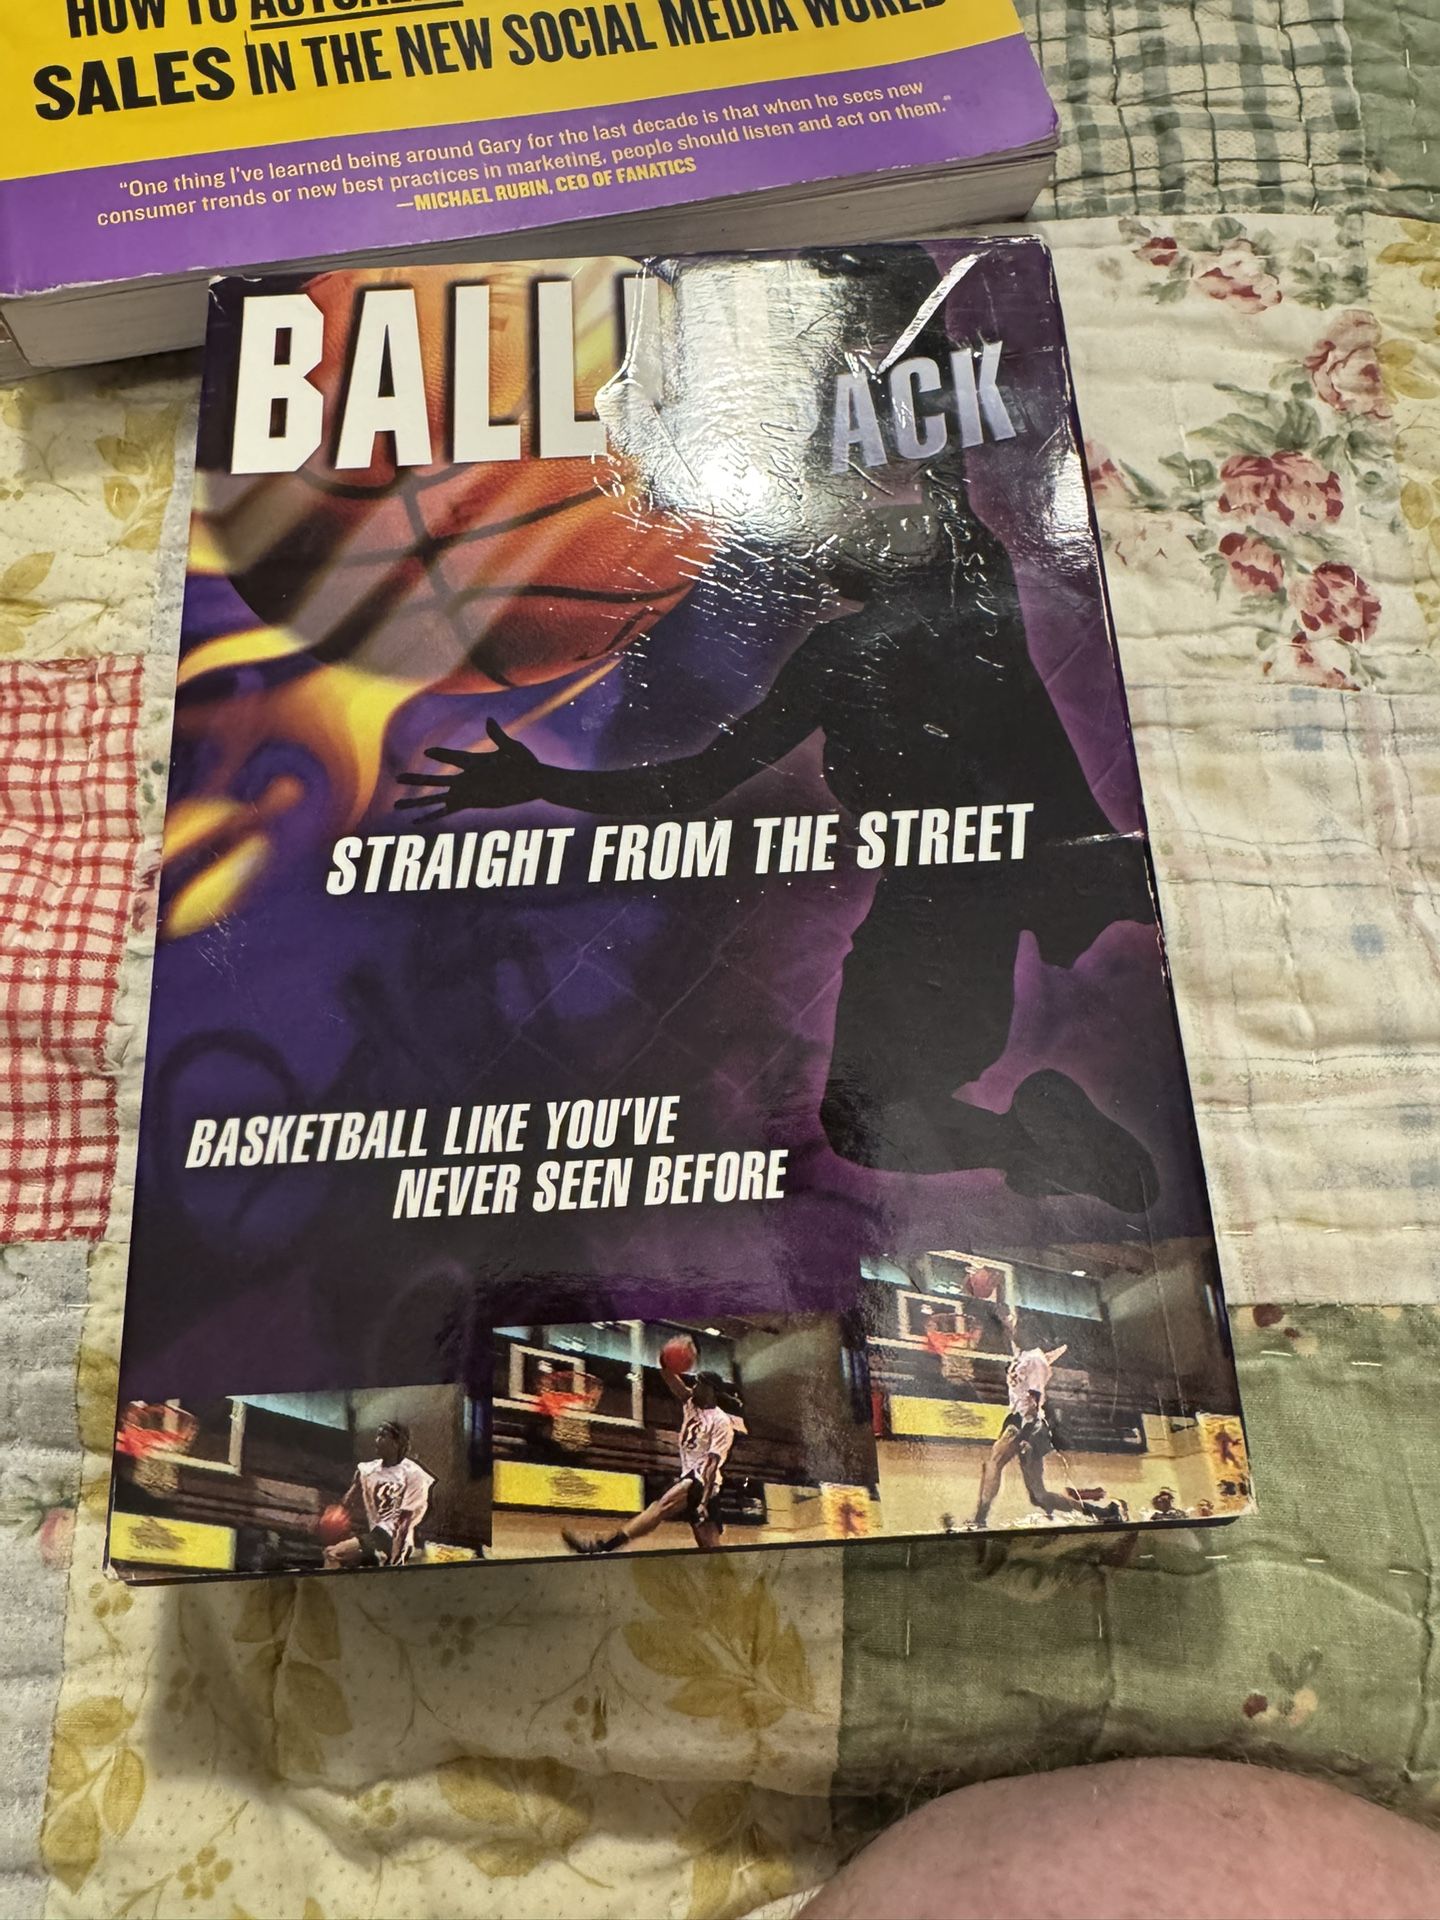 HOW TO
SALES IN THE NEW SOCIAL MEDIA WORLD
"One thing I've learned being around Gary for the last decade is that when he sees new
consumer trends or new best practices in marketing, people should listen and act on them."
—MICHAEL RUBIN, CEO OF FANATICS
ACK
STRAIGHT FROM THE STREET
BASKETBALL LIKE YOU'VE
NEVER SEEN BEFORE